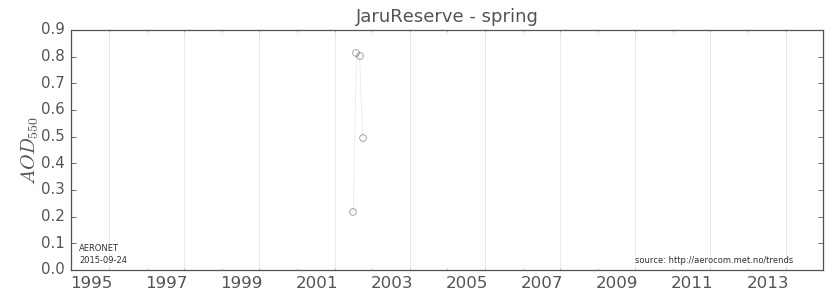 JaruReserve - spring
0.9
0.8
0.7
0.6
0.5
0.4
0.3
0.2
0.1
0.0
AOD550
AERONET
2015-09-24
source: http://aerocom.met.no/trends
1995 1997 1999 2001 2003 2005 2007 2009 2011 2013